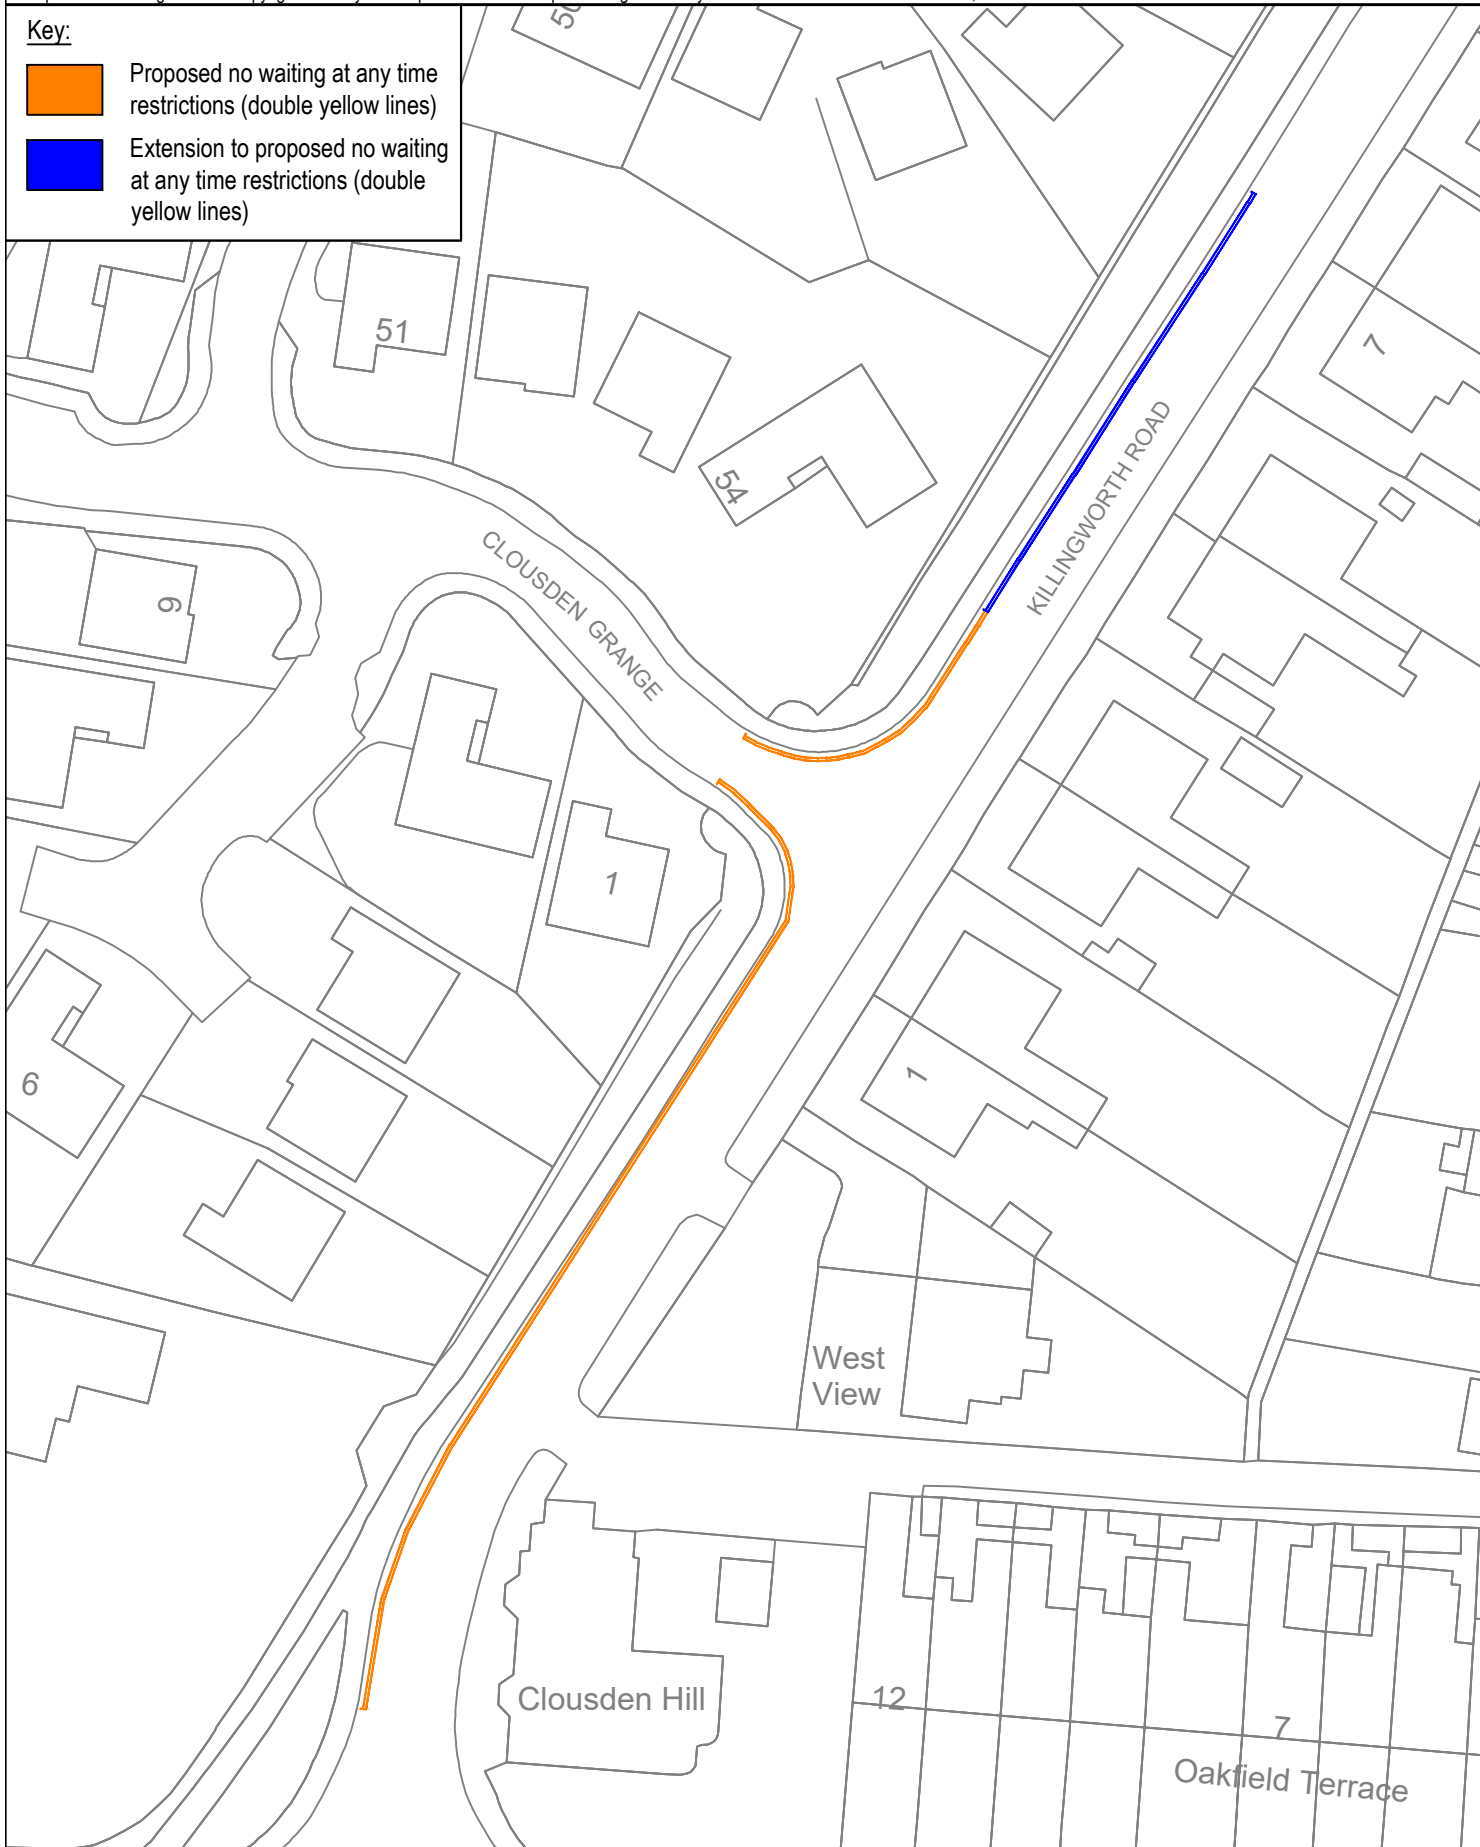 Key:
Proposed no waiting at any time
restrictions (double yellow lines)
Extension to proposed no waiting
at any time restrictions (double
yellow lines)
51
54
7
KILLINGWORTH ROAD
CLOUSDEN GRANGE
9
1
6
1
West
View
Clousden Hill
12
7
Oakfield Terrace